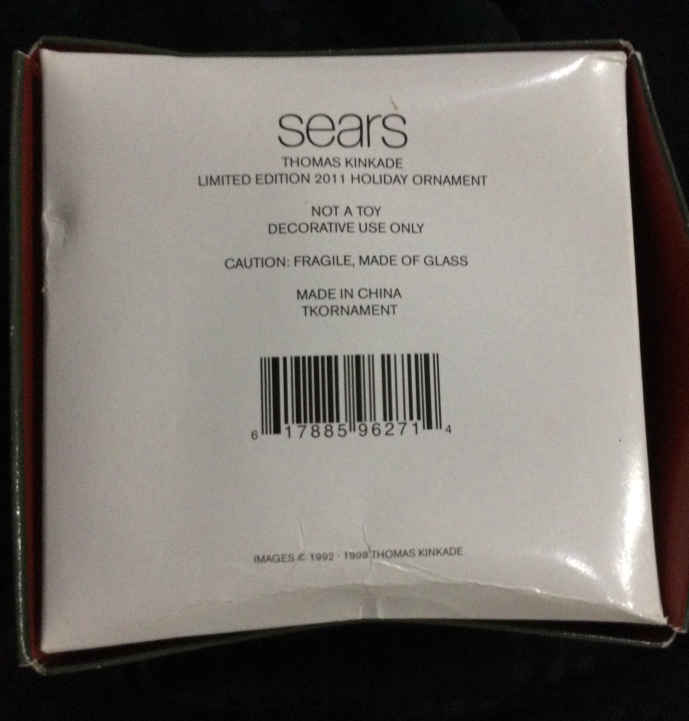 sears
THOMAS KINKADE
LIMITED EDITION 2011 HOLIDAY ORNAMENT
NOT A TOY
DECORATIVE USE ONLY
CAUTION: FRAGILE, MADE OF GLASS
MADE IN CHINA
TKORNAMENT
6 17885 96271 4
IMAGES © 1992 - 1998 THOMAS KINKADE